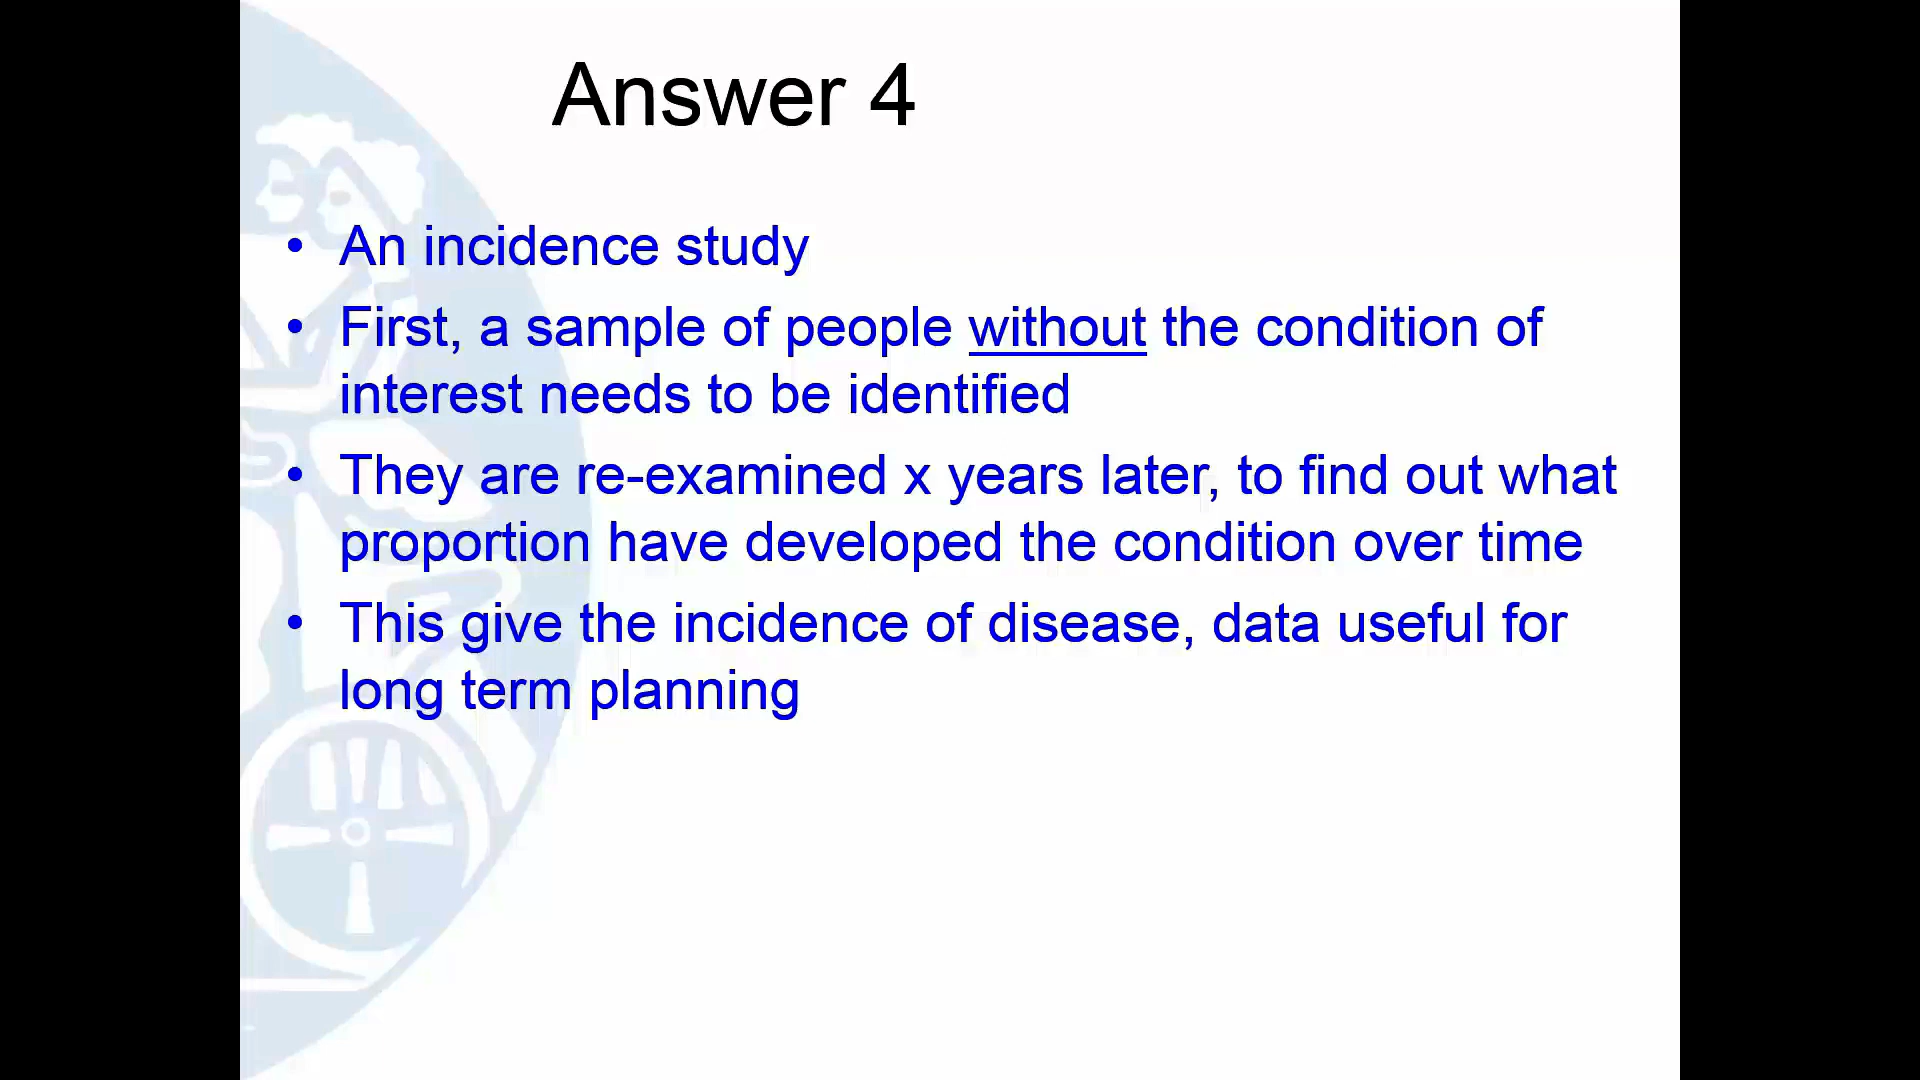 Answer 4
• An incidence study
• First, a sample of people without the condition of
interest needs to be identified
• They are re-examined x years later, to find out what
proportion have developed the condition over time
• This give the incidence of disease, data useful for
long term planning